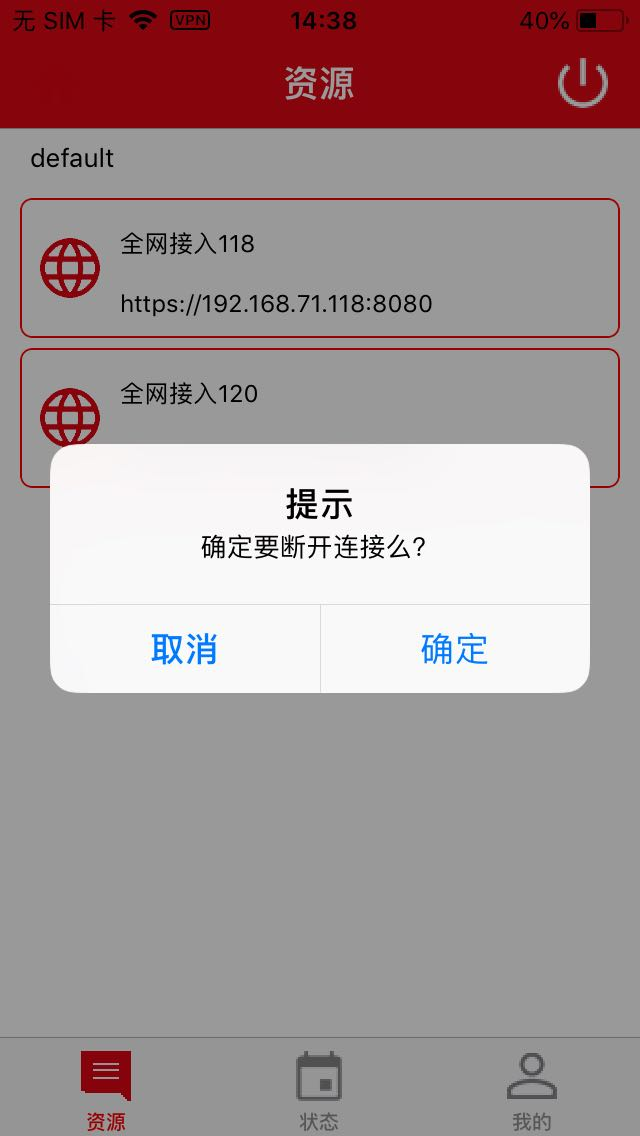 无 SIM 卡 VPN 14:38 40%
资源
default
全网接入118
https://192.168.71.118:8080
全网接入120
提示
确定要断开连接么?
取消 确定
资源 状态 我的